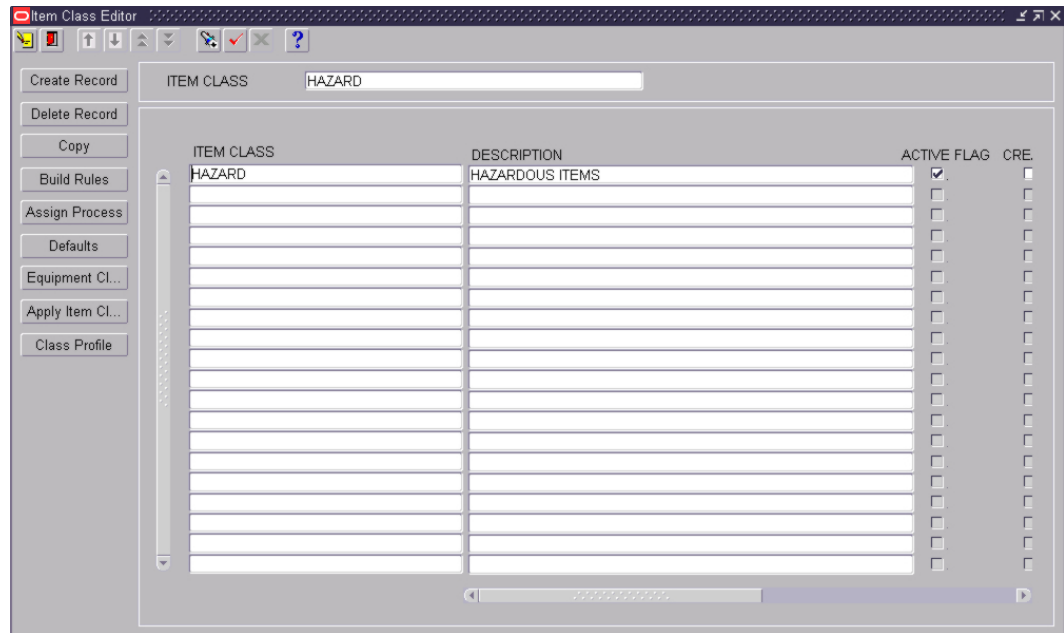 Item Class Editor
?
Create Record
ITEM CLASS HAZARD
Delete Record
Copy
Build Rules
Assign Process
Defaults
Equipment Cl...
Apply Item Cl...
Class Profile
ITEM CLASS DESCRIPTION ACTIVE FLAG CRE.
HAZARD HAZARDOUS ITEMS